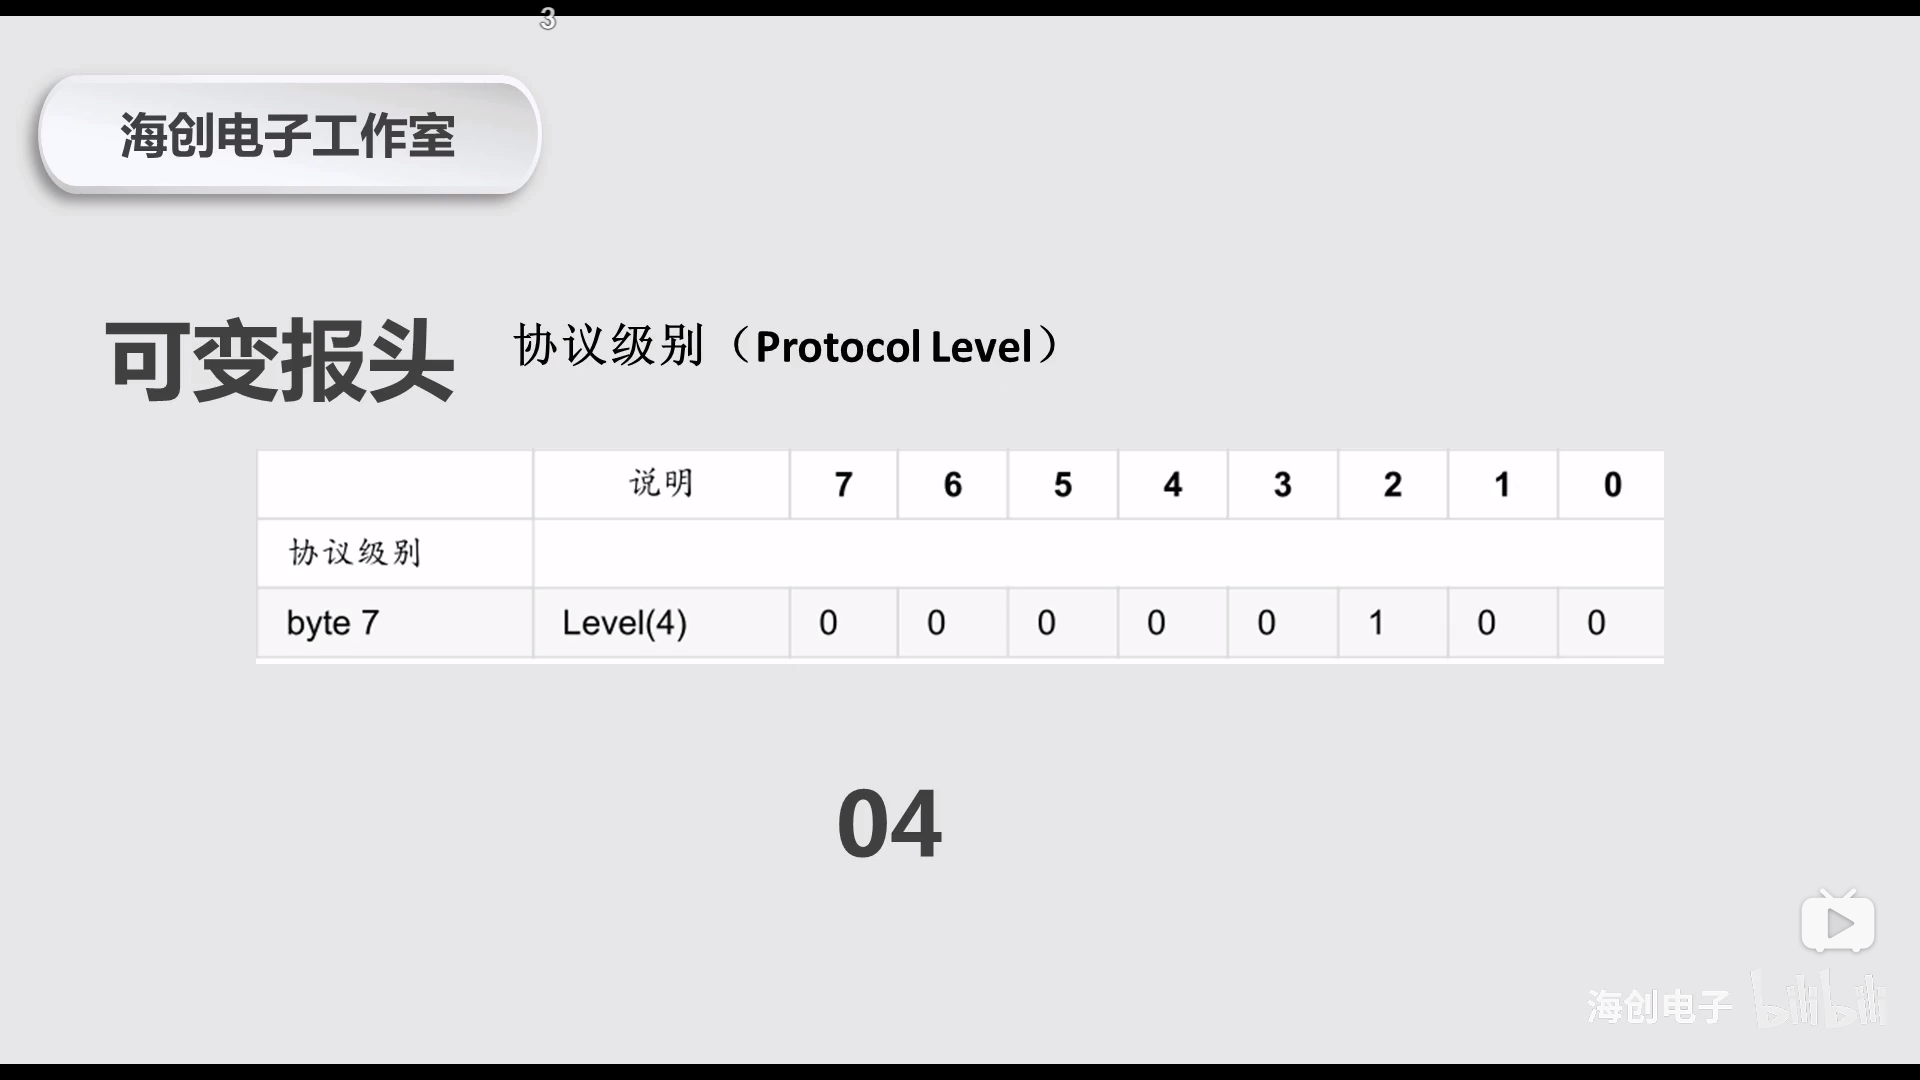 3
海创电子工作室
可变报头 协议级别（Protocol Level）
说明 7 6 5 4 3 2 1 0
协议级别
byte 7 Level(4) 0 0 0 0 0 1 0 0
04
海创电子 bilibili